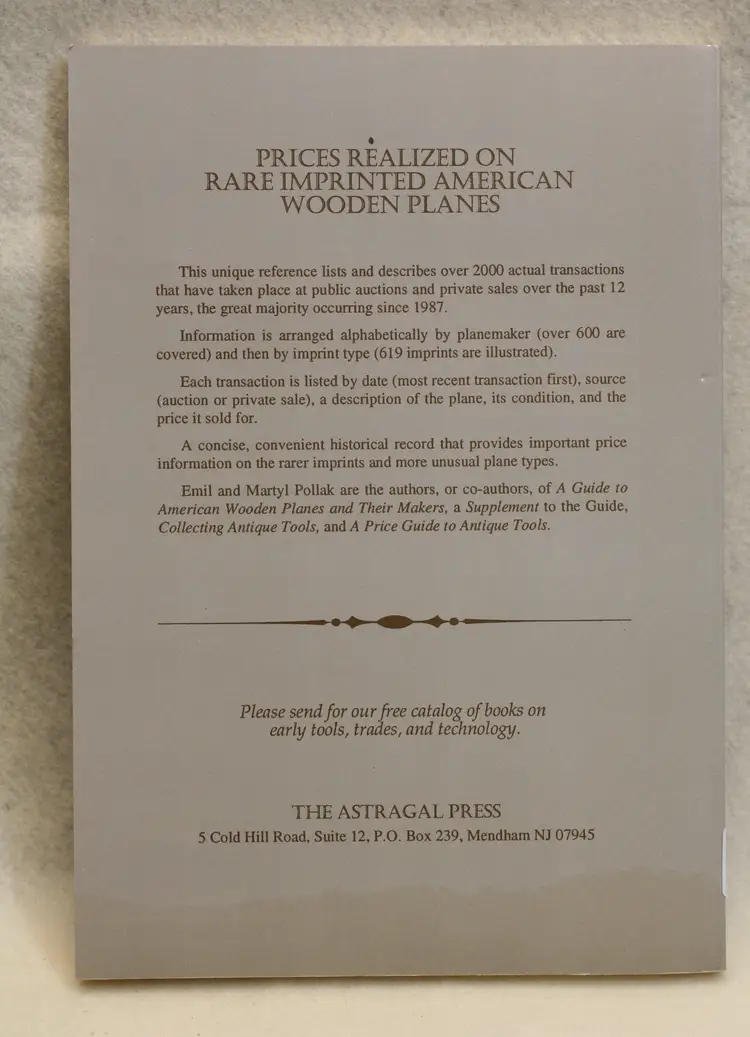 PRICES REALIZED ON
RARE IMPRINTED AMERICAN
WOODEN PLANES
This unique reference lists and describes over 2000 actual transactions
that have taken place at public auctions and private sales over the past 12
years, the great majority occurring since 1987.
Information is arranged alphabetically by planemaker (over 600 are
covered) and then by imprint type (619 imprints are illustrated).
Each transaction is listed by date (most recent transaction first), source
(auction or private sale), a description of the plane, its condition, and the
price it sold for.
A concise, convenient historical record that provides important price
information on the rarer imprints and more unusual plane types.
Emil and Martyl Pollak are the authors, or co-authors, of A Guide to
American Wooden Planes and Their Makers, a Supplement to the Guide,
Collecting Antique Tools, and A Price Guide to Antique Tools.
Please send for our free catalog of books on
early tools, trades, and technology.
THE ASTRAGAL PRESS
5 Cold Hill Road, Suite 12, P.O. Box 239, Mendham NJ 07945